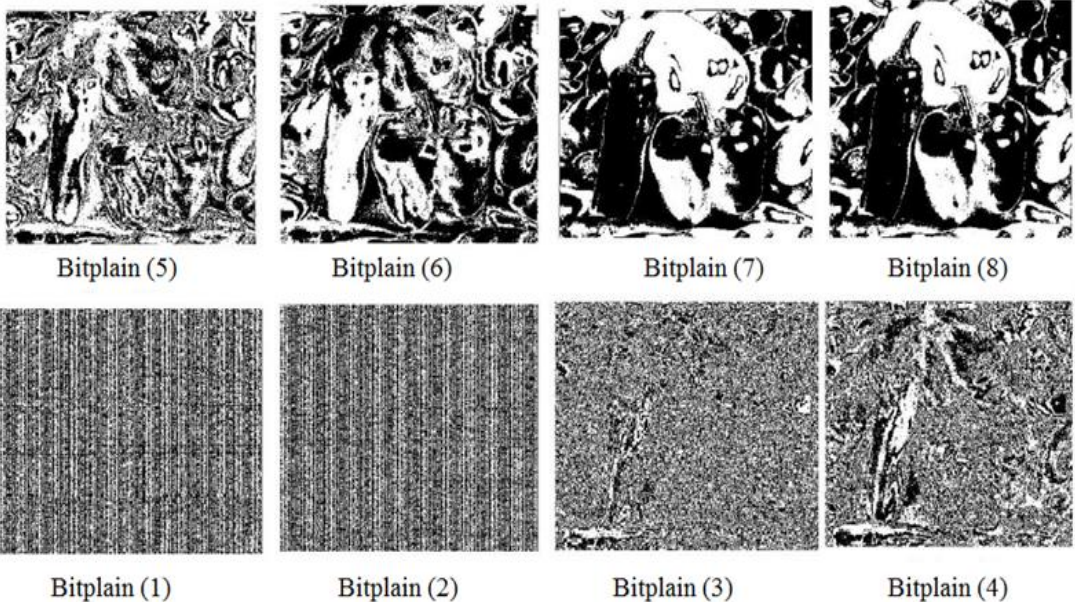 Bitplain (5)
Bitplain (6)
Bitplain (7)
Bitplain (8)
Bitplain (1)
Bitplain (2)
Bitplain (3)
Bitplain (4)